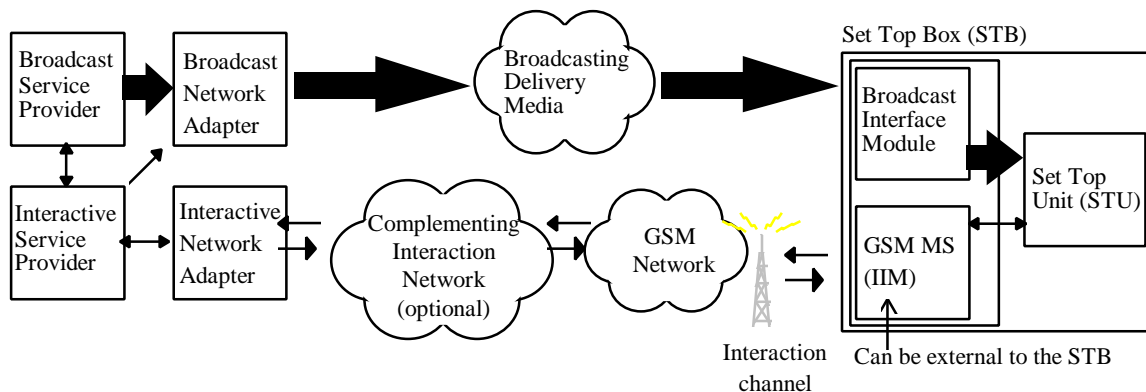 Set Top Box (STB)
Broadcast
Service
Provider
Broadcast
Network
Adapter
Broadcasting
Delivery
Media
Broadcast
Interface
Module
Set Top
Unit (STU)
Interactive
Service
Provider
Interactive
Network
Adapter
Complementing
Interaction
Network
(optional)
GSM
Network
GSM MS
(IIM)
Interaction
channel
Can be external to the STB